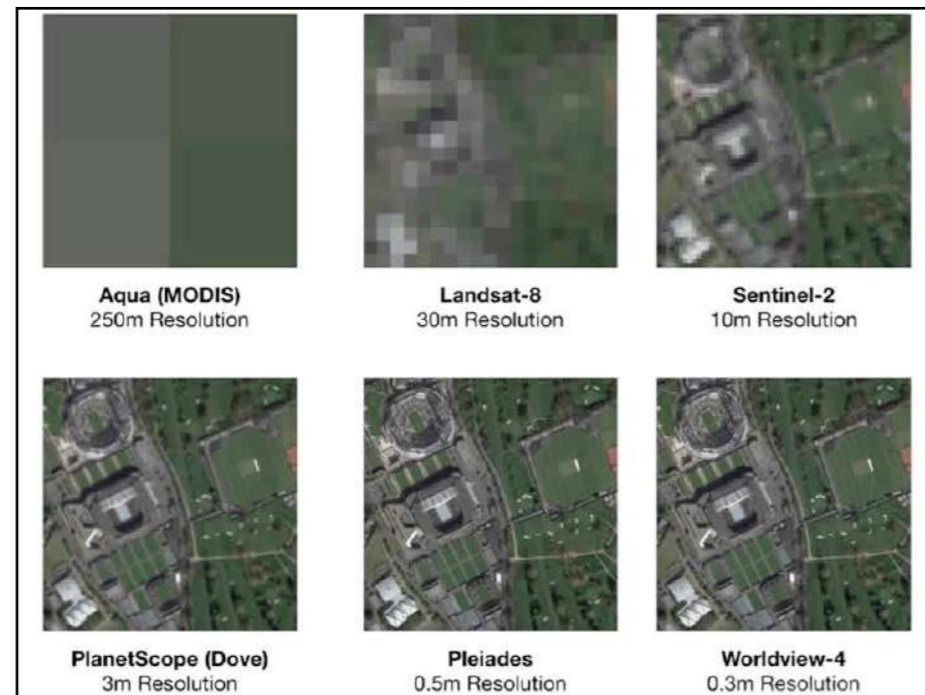 Aqua (MODIS)
250m Resolution
Landsat-8
30m Resolution
Sentinel-2
10m Resolution
PlanetScope (Dove)
3m Resolution
Pleiades
0.5m Resolution
Worldview-4
0.3m Resolution